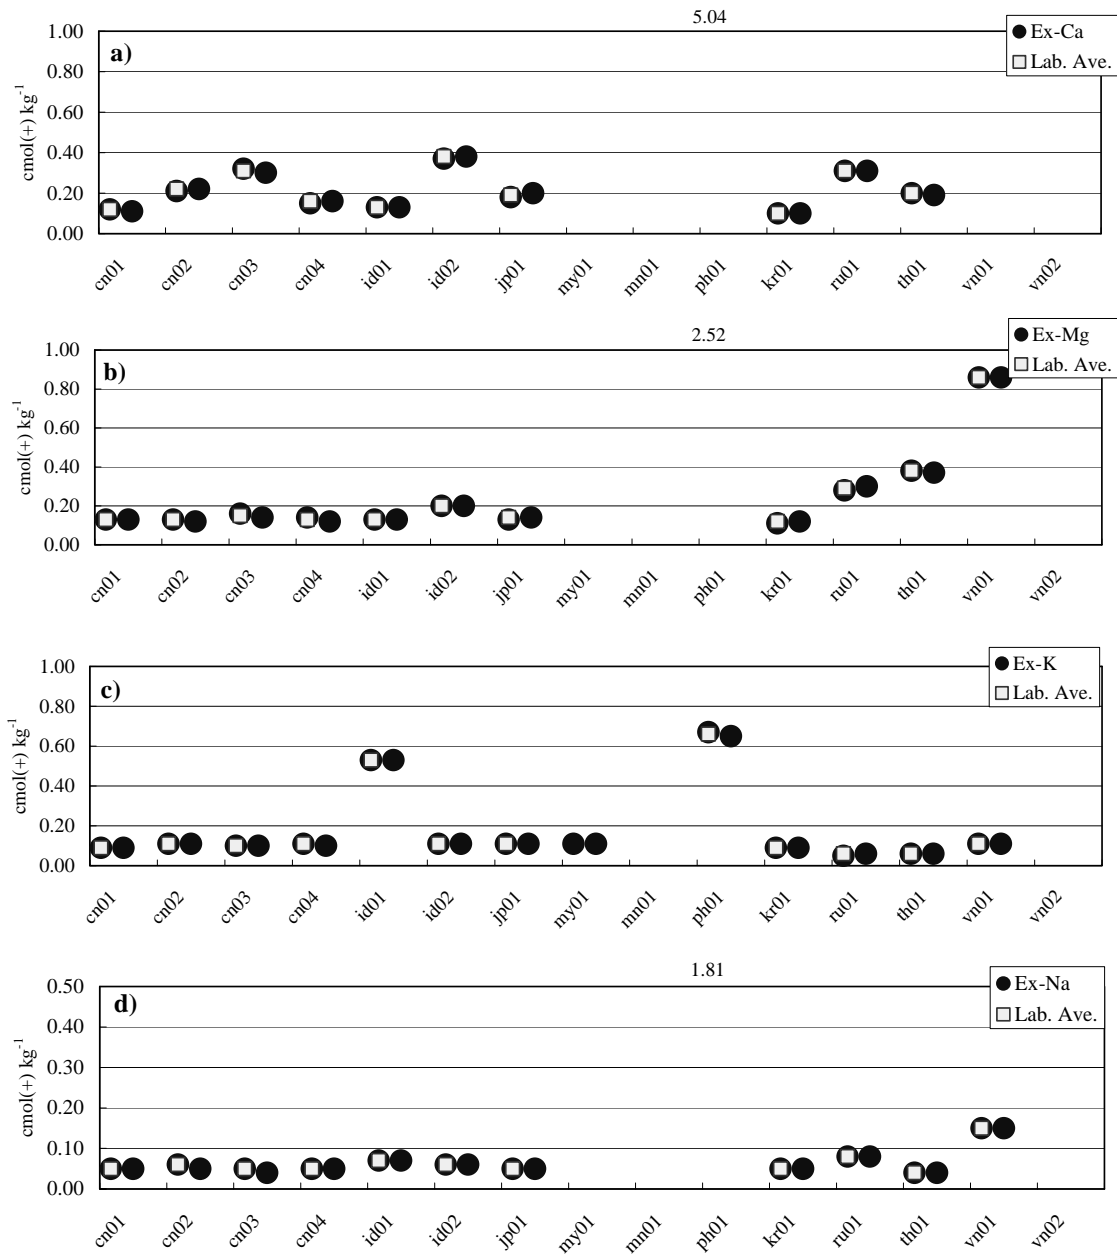 5.04
Ex-Ca
Lab. Ave.
a)
1.00
0.80
0.60
0.40
0.20
0.00
cmol(+) kg-1
cn01 cn02 cn03 cn04 id01 id02 jp01 my01 mn01 ph01 kr01 ru01 th01 vn01 vn02
2.52
Ex-Mg
Lab. Ave.
b)
1.00
0.80
0.60
0.40
0.20
0.00
cmol(+) kg-1
cn01 cn02 cn03 cn04 id01 id02 jp01 my01 mn01 ph01 kr01 ru01 th01 vn01 vn02
Ex-K
Lab. Ave.
c)
1.00
0.80
0.60
0.40
0.20
0.00
cmol(+) kg-1
cn01 cn02 cn03 cn04 id01 id02 jp01 my01 mn01 ph01 kr01 ru01 th01 vn01 vn02
1.81
Ex-Na
Lab. Ave.
d)
0.50
0.40
0.30
0.20
0.10
0.00
cmol(+) kg-1
cn01 cn02 cn03 cn04 id01 id02 jp01 my01 mn01 ph01 kr01 ru01 th01 vn01 vn02